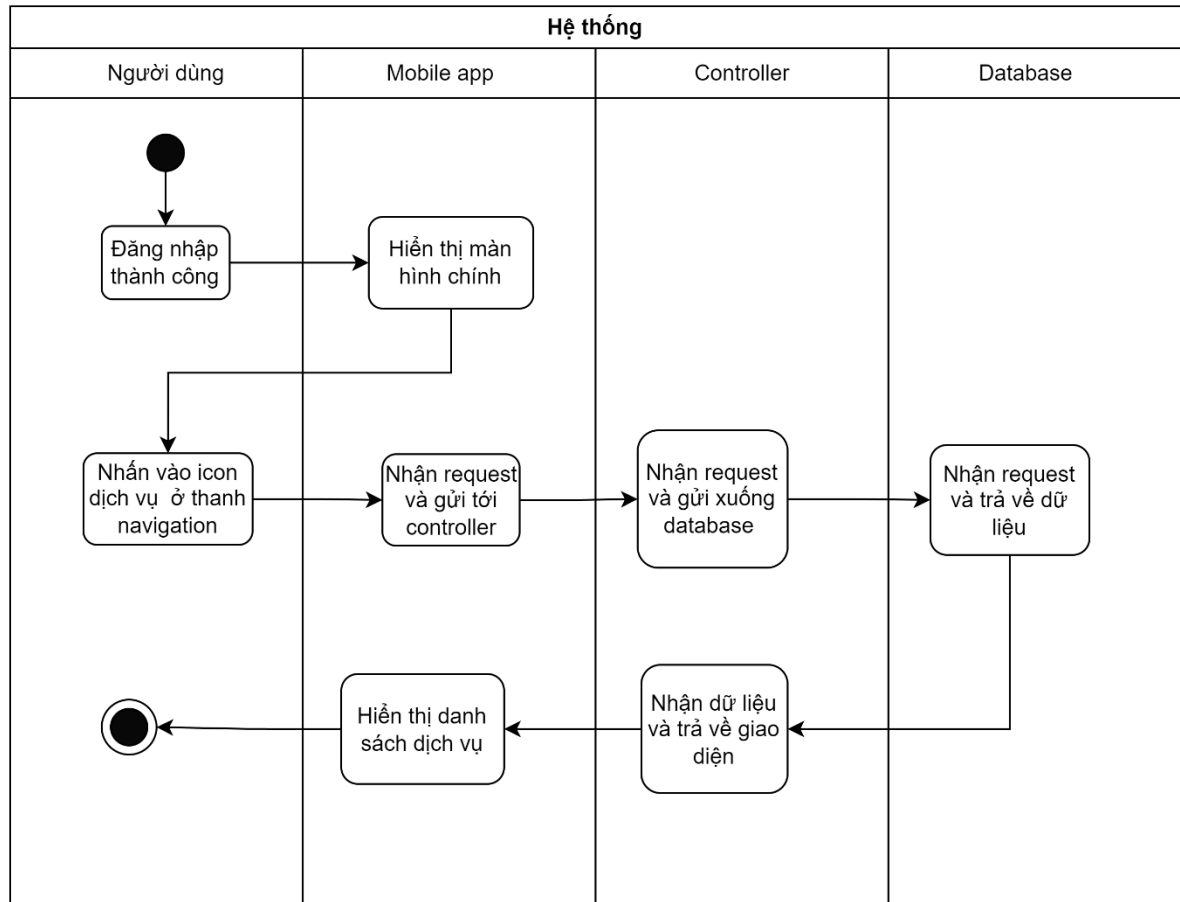 Hệ thống
Người dùng
Mobile app
Controller
Database
Đăng nhập
thành công
Hiển thị màn
hình chính
Nhấn vào icon
dịch vụ ở thanh
navigation
Nhận request
và gửi tới
controller
Nhận request
và gửi xuống
database
Nhận request
và trả về dữ
liệu
Hiển thị danh
sách dịch vụ
Nhận dữ liệu
và trả về giao
diện